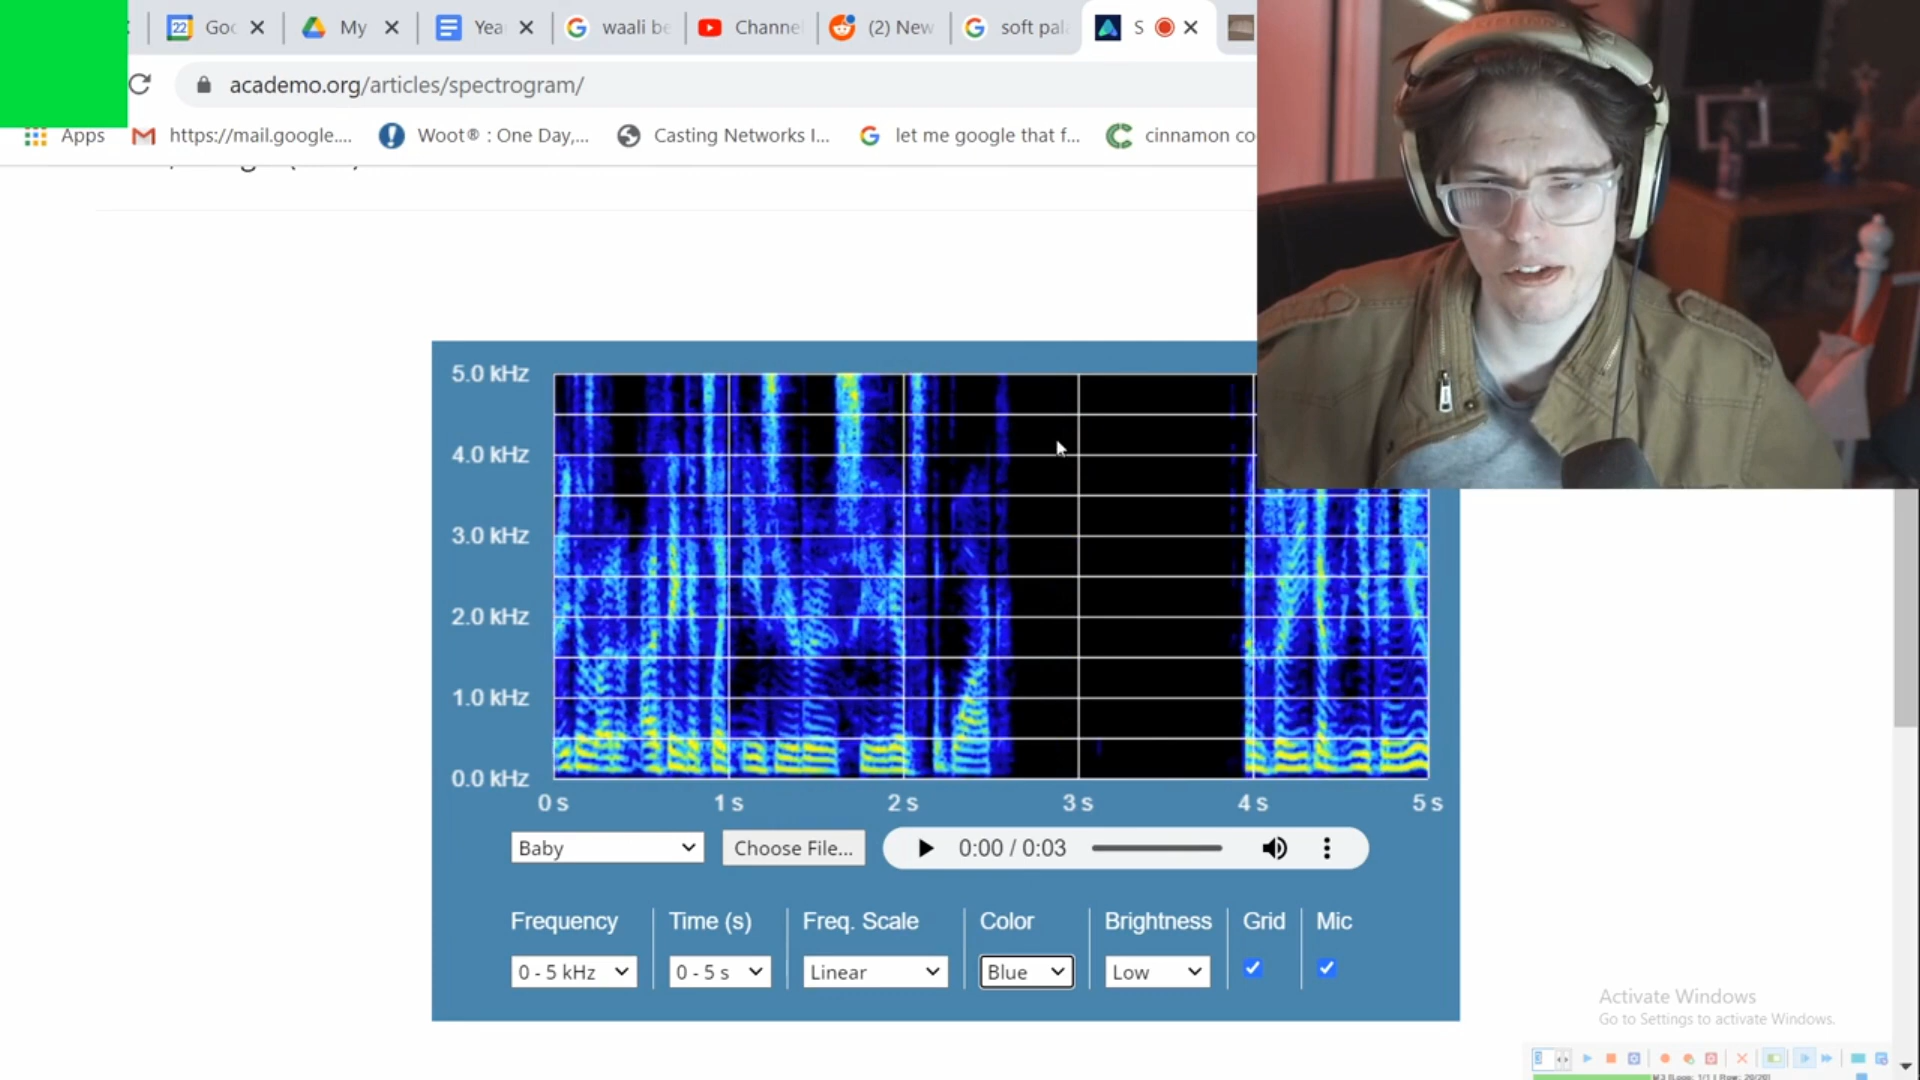 22 Goo
My
Year
waali be
Channel
(2) New
soft pala
S
academo.org/articles/spectrogram/
Apps
https://mail.google....
Woot® : One Day,...
Casting Networks I...
let me google that f...
cinnamon co
5.0 kHz
4.0 kHz
3.0 kHz
2.0 kHz
1.0 kHz
0.0 kHz
0 s
1 s
2 s
3 s
4 s
5 s
Baby
Choose File...
0:00 / 0:03
Frequency
Time (s)
Freq. Scale
Color
Brightness
Grid
Mic
0 - 5 kHz
0 - 5 s
Linear
Blue
Low
Activate Windows
Go to Settings to activate Windows.